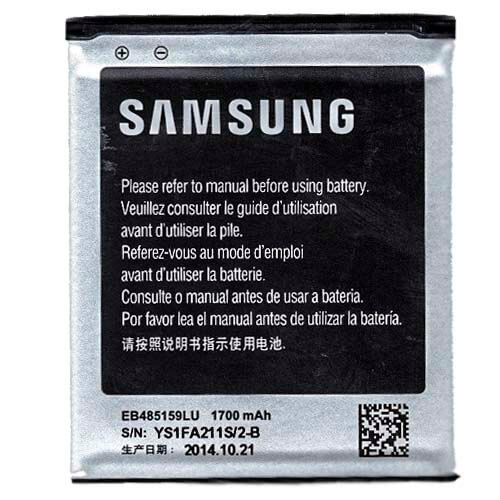 SAMSUNG
Please refer to manual before using battery.
Veuillez consulter le guide d'utilisation
avant d'utiliser la pile.
Referez-vous au mode d'emploi
avant d'utiliser la batterie.
Consulte o manual antes de usar a bateria.
Por favor lea el manual antes de utilizar la batería.
请按照说明书指示使用电池.
EB485159LU 1700 mAh
S/N: YS1FA211S/2-B
生产日期: 2014.10.21